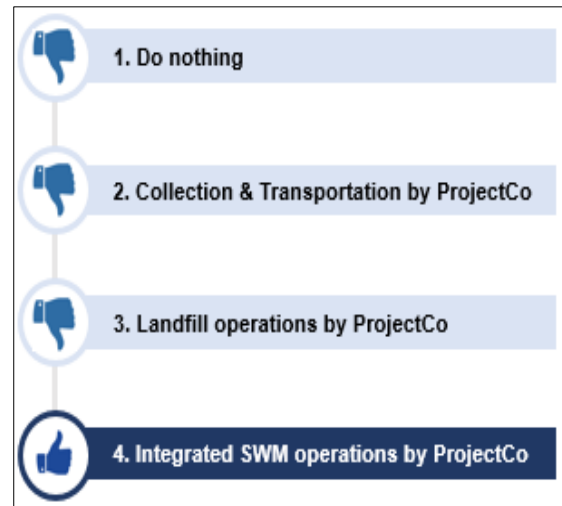 1. Do nothing
2. Collection & Transportation by ProjectCo
3. Landfill operations by ProjectCo
4. Integrated SWM operations by ProjectCo